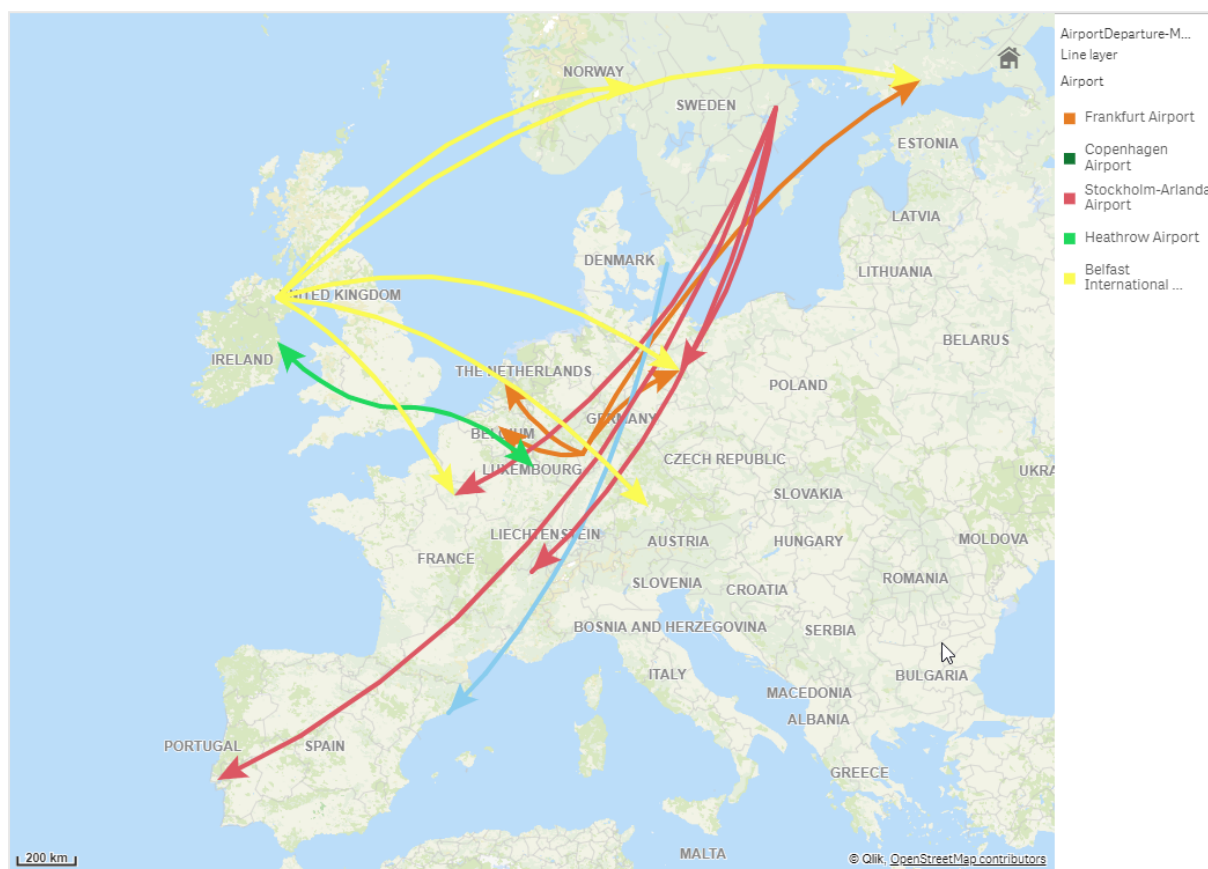 AirportDeparture-M...
Line layer
Airport
Frankfurt Airport
Copenhagen
Airport
Stockholm-Arlanda
Airport
Heathrow Airport
Belfast
International ...
NORWAY
SWEDEN
ESTONIA
LATVIA
DENMARK
LITHUANIA
UNITED KINGDOM
BELARUS
IRELAND
THE NETHERLANDS
POLAND
GERMANY
BELGIUM
CZECH REPUBLIC
LUXEMBOURG
UKRA
SLOVAKIA
LIECHTENSTEIN
AUSTRIA
HUNGARY
MOLDOVA
FRANCE
SLOVENIA
ROMANIA
CROATIA
BOSNIA AND HERZEGOVINA
SERBIA
ITALY
BULGARIA
MACEDONIA
ALBANIA
PORTUGAL
SPAIN
GREECE
MALTA
200 km
© Qlik, OpenStreetMap contributors